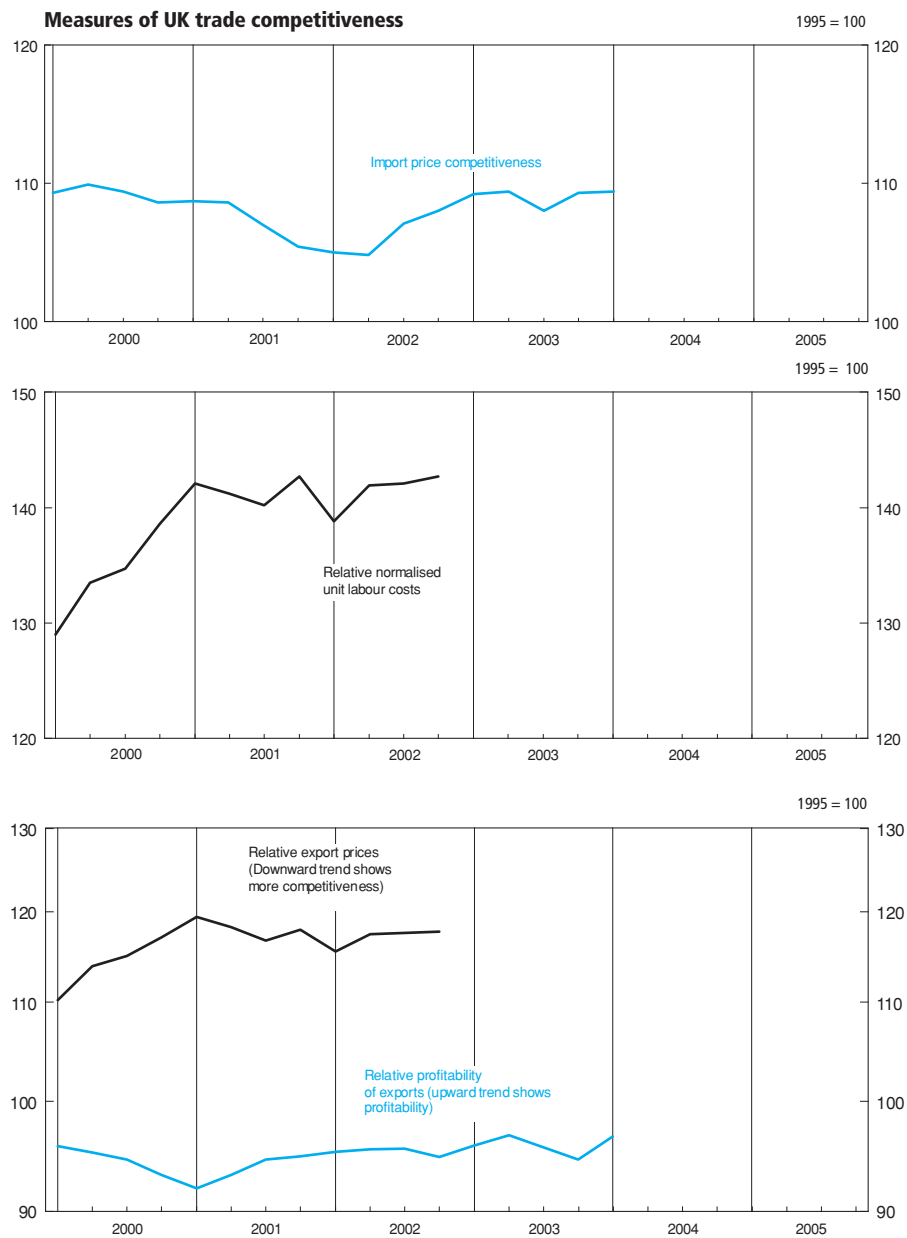 Measures of UK trade competitiveness
1995 = 100
120 120
Import price competitiveness
110 110
100 100
2000 2001 2002 2003 2004 2005
1995 = 100
150 150
140 140
Relative normalised
unit labour costs
130 130
120 120
2000 2001 2002 2003 2004 2005
1995 = 100
130 130
Relative export prices
(Downward trend shows
more competitiveness)
120 120
110 110
Relative profitability
of exports (upward trend shows
profitability)
100 100
90 90
2000 2001 2002 2003 2004 2005